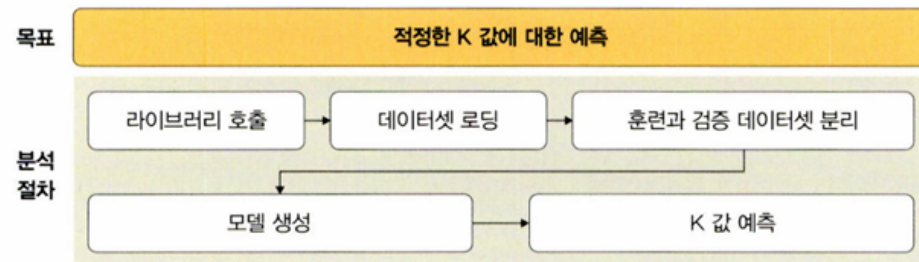 목표
적정한 K 값에 대한 예측
분석
절차
라이브러리 호출
데이터셋 로딩
훈련과 검증 데이터셋 분리
모델 생성
K 값 예측